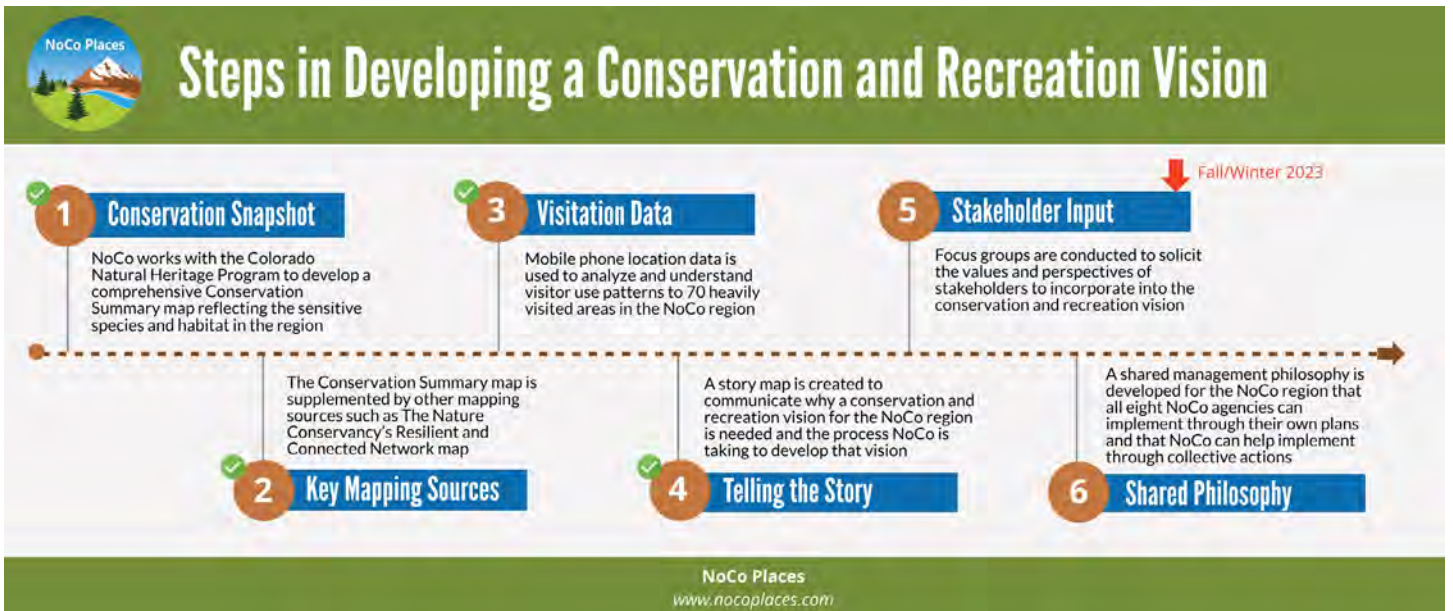 NoCo Places
Steps in Developing a Conservation and Recreation Vision
1
Conservation Snapshot
NoCo works with the Colorado
Natural Heritage Program to develop a
comprehensive Conservation
Summary map reflecting the sensitive
species and habitat in the region
The Conservation Summary map is
supplemented by other mapping
sources such as The Nature
Conservancy's Resilient and
Connected Network map
2
Key Mapping Sources
3
Visitation Data
Mobile phone location data is
used to analyze and understand
visitor use patterns to 70 heavily
visited areas in the NoCo region
A story map is created to
communicate why a conservation and
recreation vision for the NoCo region
is needed and the process NoCo is
taking to develop that vision
4
Telling the Story
Fall/Winter 2023
5
Stakeholder Input
Focus groups are conducted to solicit
the values and perspectives of
stakeholders to incorporate into the
conservation and recreation vision
A shared management philosophy is
developed for the NoCo region that
all eight NoCo agencies can
implement through their own plans
and that NoCo can help implement
through collective actions
6
Shared Philosophy
NoCo Places
www.nocoplaces.com